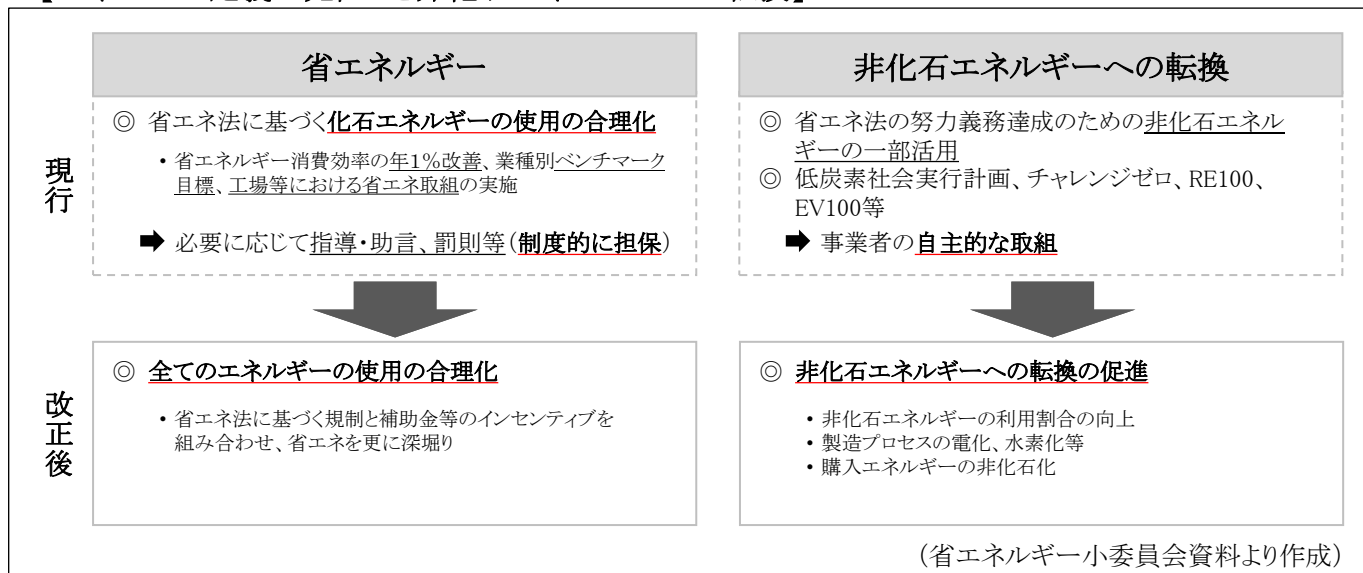 省エネルギー
非化石エネルギーへの転換
現行
◎ 省エネ法に基づく化石エネルギーの使用の合理化
• 省エネルギー消費効率の年1%改善、業種別ベンチマーク
目標、工場等における省エネ取組の実施
➡ 必要に応じて指導・助言、罰則等(制度的に担保)
◎ 省エネ法の努力義務達成のための非化石エネル
ギーの一部活用
◎ 低炭素社会実行計画、チャレンジゼロ、RE100、
EV100等
➡ 事業者の自主的な取組
改正後
◎ 全てのエネルギーの使用の合理化
• 省エネ法に基づく規制と補助金等のインセンティブを
組み合わせ、省エネを更に深堀り
◎ 非化石エネルギーへの転換の促進
• 非化石エネルギーの利用割合の向上
• 製造プロセスの電化、水素化等
• 購入エネルギーの非化石化
(省エネルギー小委員会資料より作成)